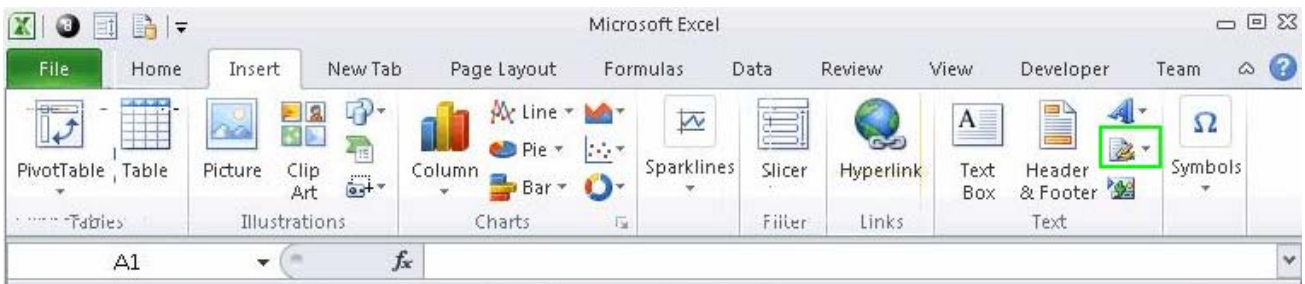 Microsoft Excel
File Home Insert New Tab Page Layout Formulas Data Review View Developer Team
PivotTable Table Picture Clip Art Column Line Pie Bar Sparklines Slicer Hyperlink Text Box Header & Footer Symbols
Tables Illustrations Charts Filter Links Text
A1 fx